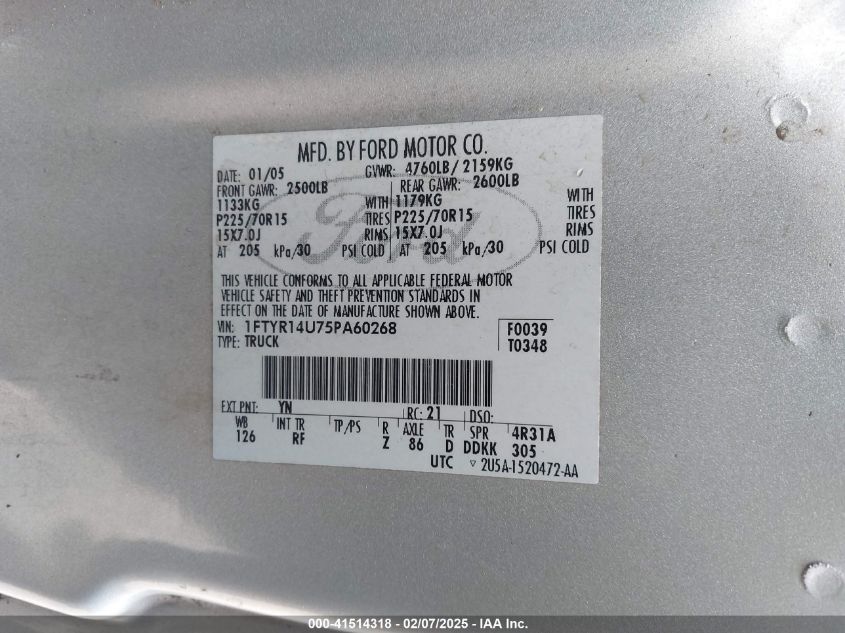 MFD. BY FORD MOTOR CO.
DATE: 01/05 GVWR: 4760LB/ 2159KG
FRONT GAWR: 2500LB REAR GAWR: 2600LB
1133KG WITH 1179KG WITH
P225/70R15 TIRES P225/70R15 TIRES
15X7.0J RIMS 15X7.0J RIMS
AT 205 kPa/30 PSI COLD AT 205 kPa/30 PSI COLD
Ford
THIS VEHICLE CONFORMS TO ALL APPLICABLE FEDERAL MOTOR
VEHICLE SAFETY AND THEFT PREVENTION STANDARDS IN
EFFECT ON THE DATE OF MANUFACTURE SHOWN ABOVE.
VIN: 1FTYR14U75PA60268 F0039
TYPE: TRUCK T0348
EXT PNT: YN RC: 21 DSO:
WB INT TR TP/PS R AXLE TR SPR 4R31A
126 RF Z 86 D DDKK 305
UTC ▽ 2U5A-1520472-AA
000-41514318 - 02/07/2025 - IAA Inc.